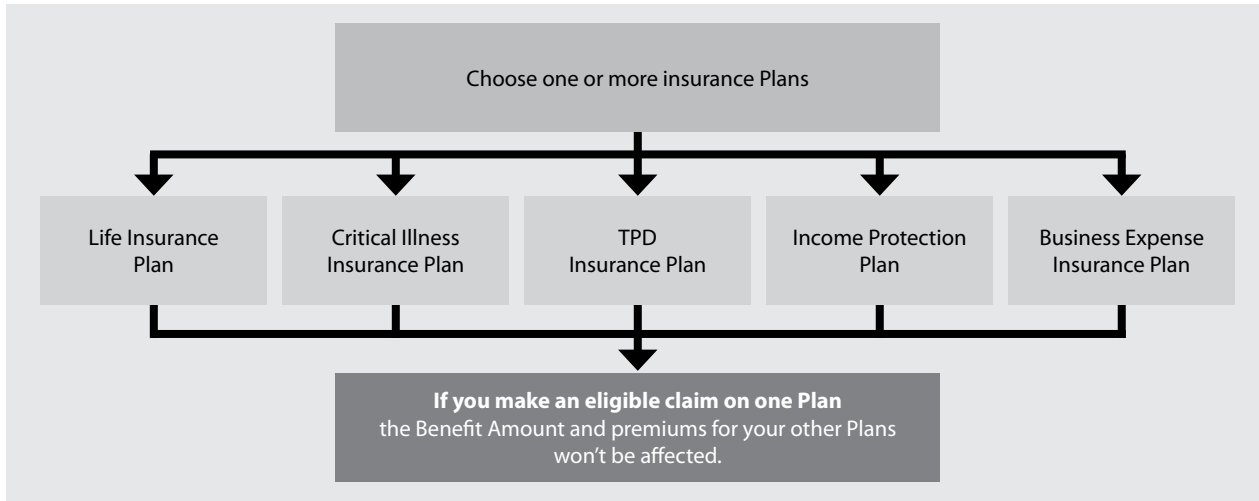 Choose one or more insurance Plans
Life Insurance
Plan
Critical Illness
Insurance Plan
TPD
Insurance Plan
Income Protection
Plan
Business Expense
Insurance Plan
If you make an eligible claim on one Plan
the Benefit Amount and premiums for your other Plans
won’t be affected.